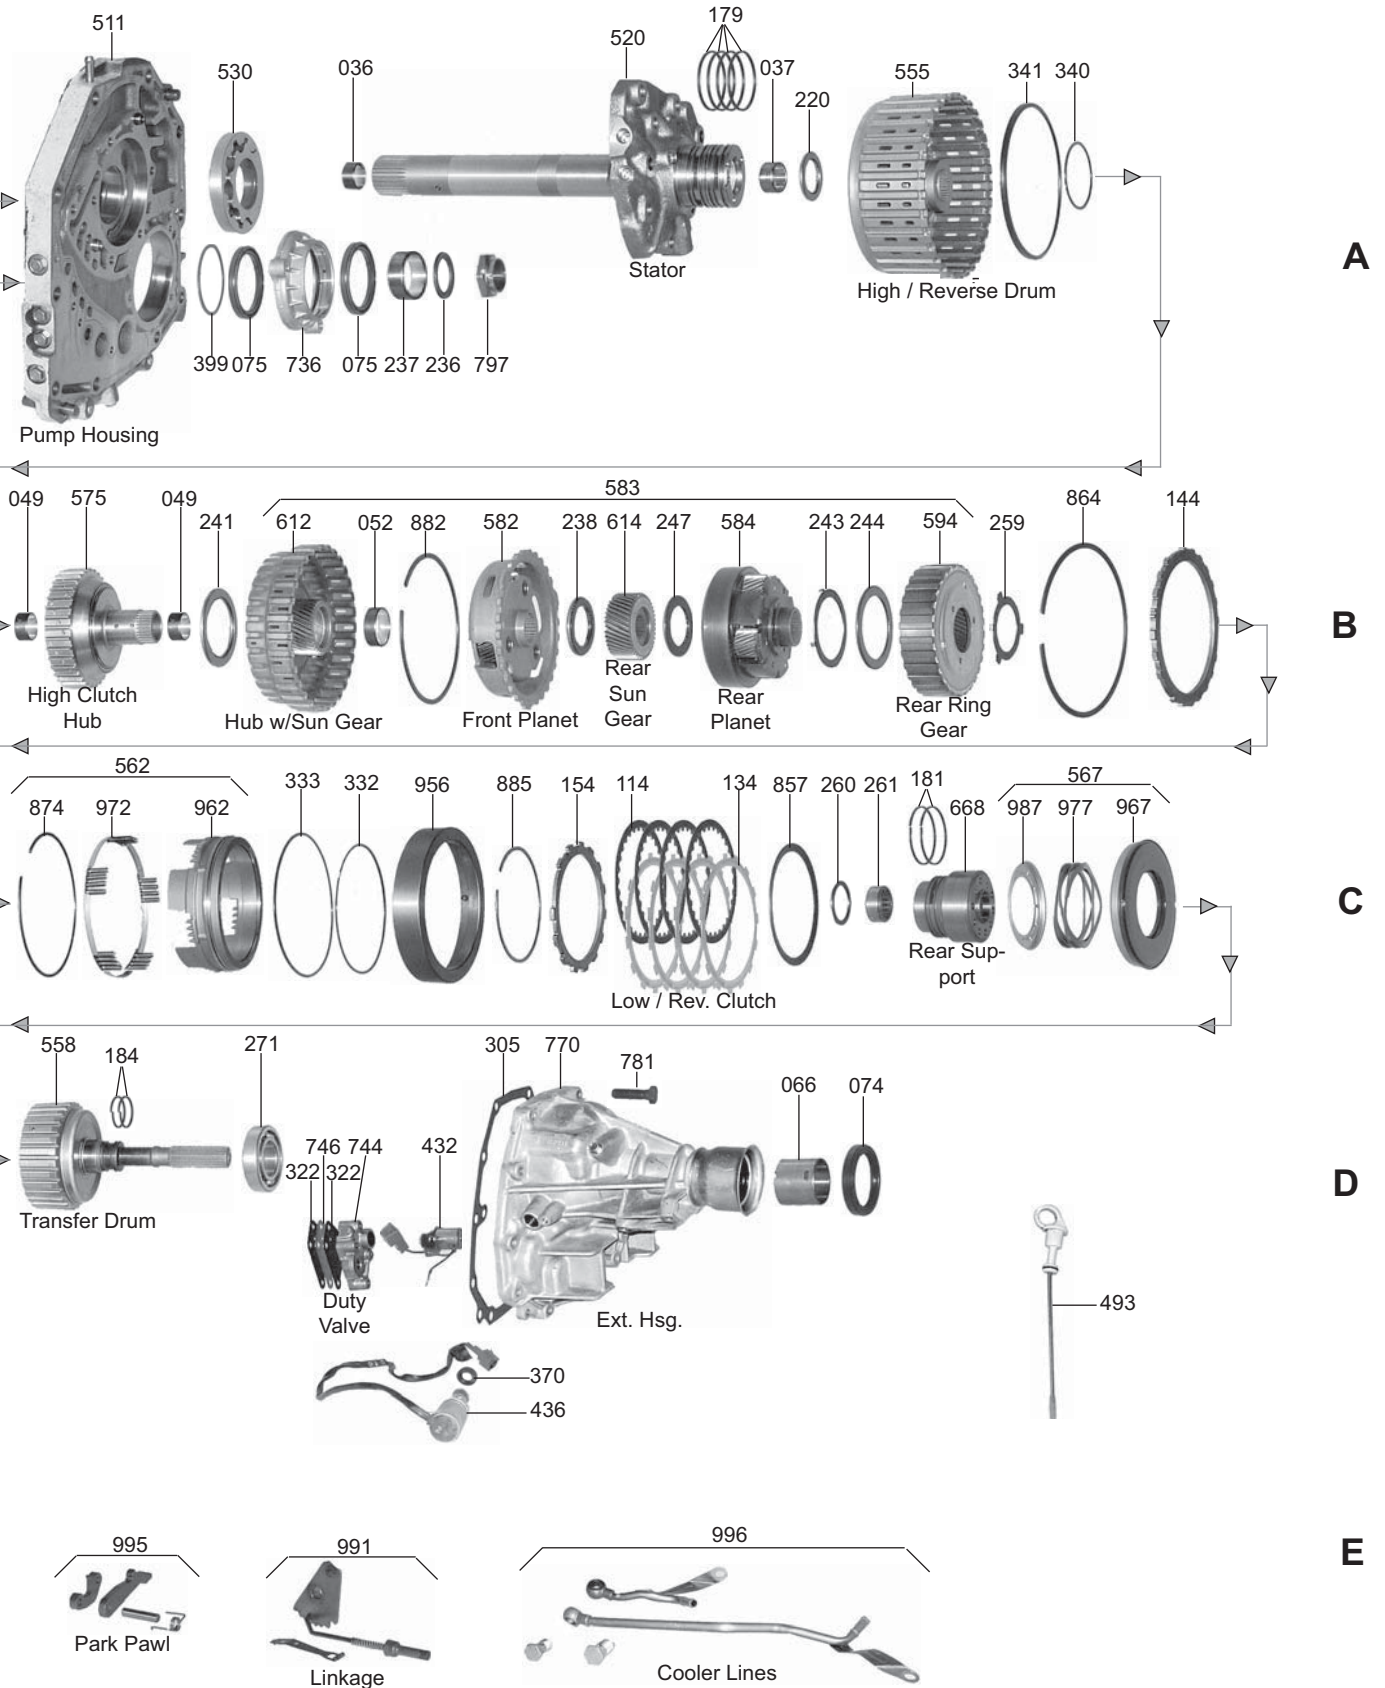 511
530
036
520
179
037
220
555
341
340
Stator
High / Reverse Drum
A
399 075 736 075 237 236 797
Pump Housing
583
049 575 049
241 612 052 882 582 238 614 247 584 243 244 594 259
864 144
B
High Clutch
Hub
Hub w/Sun Gear
Front Planet
Rear
Sun
Gear
Rear
Planet
Rear Ring
Gear
562
874 972 962
333 332 956 885 154 114 134 857 260 261
181
668
567
987 977 967
C
Low / Rev. Clutch
Rear Sup-
port
558
184
271
305 770
781
066 074
746 744 432
322 322
D
Transfer Drum
Duty
Valve
Ext. Hsg.
493
370
436
995
991
996
E
Park Pawl
Linkage
Cooler Lines